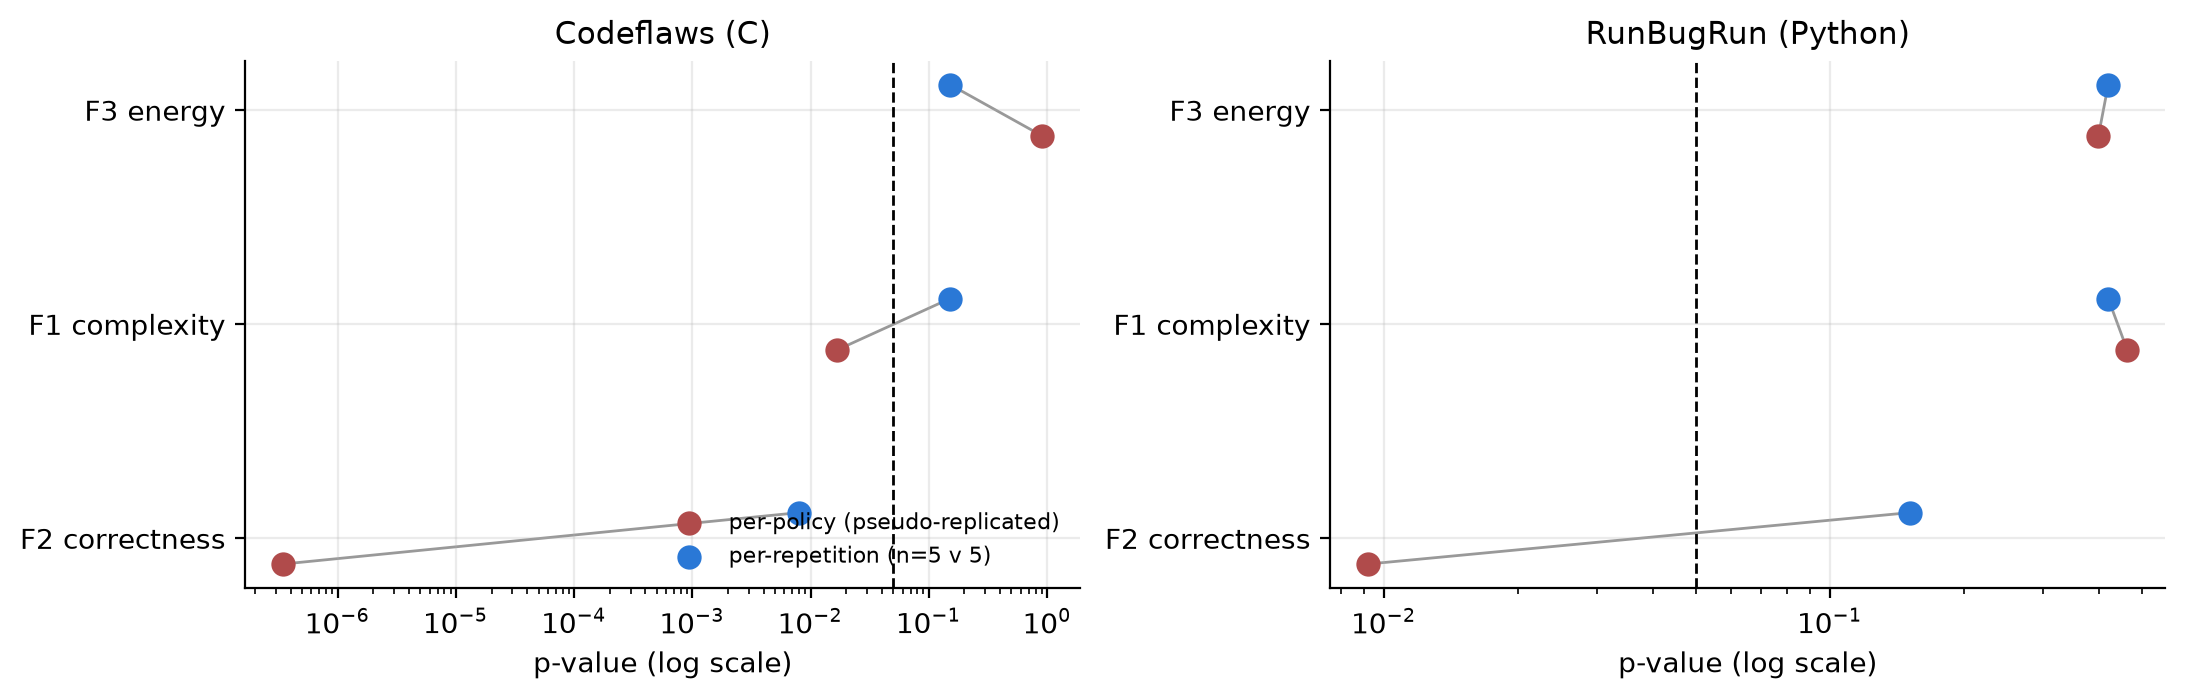 Codeflaws (C)
F3 energy
F1 complexity
F2 correctness
per-policy (pseudo-replicated)
per-repetition (n=5 v 5)
10⁻⁶ 10⁻⁵ 10⁻⁴ 10⁻³ 10⁻² 10⁻¹ 10⁰
p-value (log scale)
RunBugRun (Python)
F3 energy
F1 complexity
F2 correctness
10⁻² 10⁻¹
p-value (log scale)